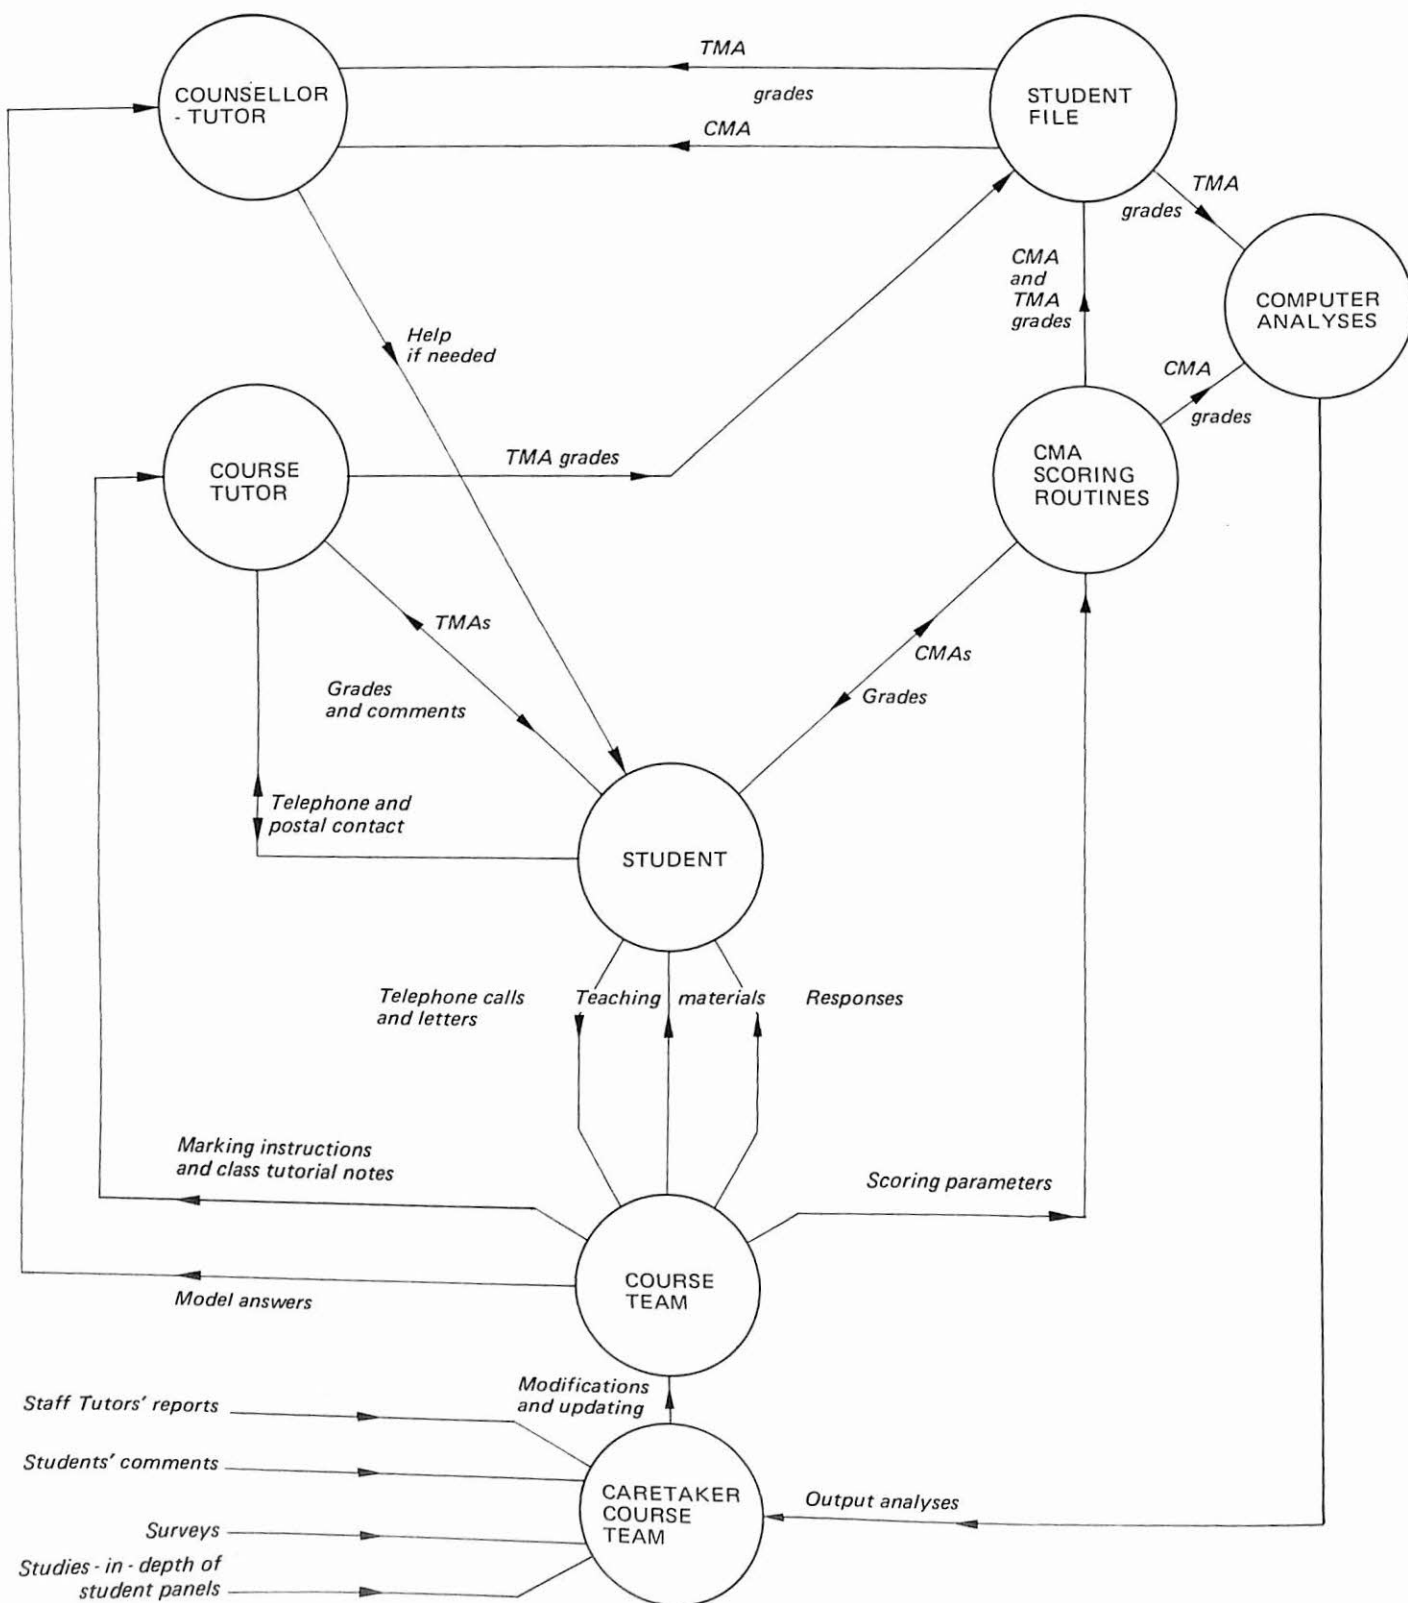 TMA
COUNSELLOR
- TUTOR
grades
STUDENT
FILE
CMA
TMA
grades
CMA
and
TMA
grades
COMPUTER
ANALYSES
Help
if needed
CMA
grades
COURSE
TUTOR
TMA grades
CMA
SCORING
ROUTINES
TMAs
CMAs
Grades
and comments
Grades
Telephone and
postal contact
STUDENT
Telephone calls
and letters
Teaching materials
Responses
Marking instructions
and class tutorial notes
Scoring parameters
Model answers
COURSE
TEAM
Modifications
and updating
Staff Tutors' reports
Students' comments
CARETAKER
COURSE
TEAM
Output analyses
Surveys
Studies - in - depth of
student panels